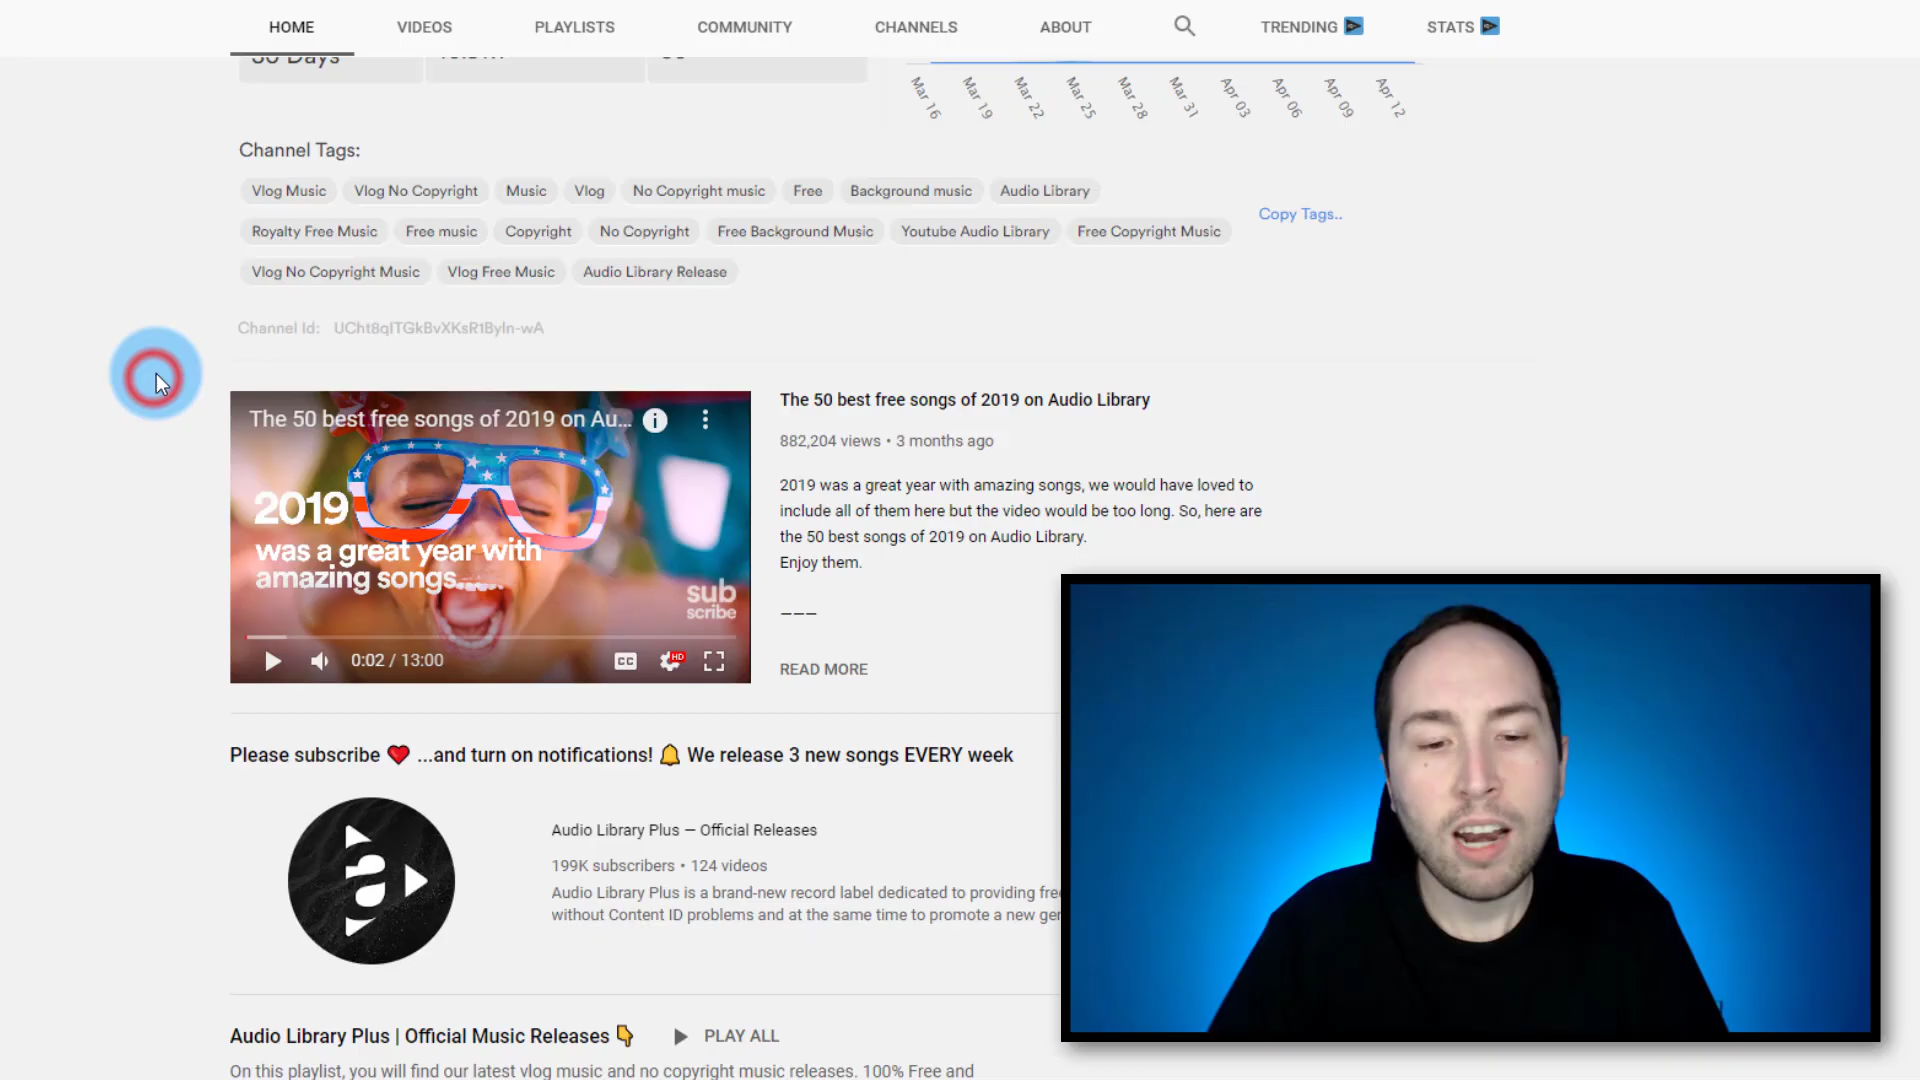 HOME VIDEOS PLAYLISTS COMMUNITY CHANNELS ABOUT TRENDING STATS
30 Days
Mar 16 Mar 19 Mar 22 Mar 25 Mar 28 Mar 31 Apr 03 Apr 06 Apr 09 Apr 12
Channel Tags:
Vlog Music Vlog No Copyright Music Vlog No Copyright music Free Background music Audio Library
Copy Tags..
Royalty Free Music Free music Copyright No Copyright Free Background Music Youtube Audio Library Free Copyright Music
Vlog No Copyright Music Vlog Free Music Audio Library Release
Channel Id: UCht8qITGkBvXKsR1Byln-wA
The 50 best free songs of 2019 on Au...
2019
was a great year with
amazing songs...
sub
scribe
0:02 / 13:00
CC
HD
The 50 best free songs of 2019 on Audio Library
882,204 views • 3 months ago
2019 was a great year with amazing songs, we would have loved to
include all of them here but the video would be too long. So, here are
the 50 best songs of 2019 on Audio Library.
Enjoy them.
———
READ MORE
Please subscribe ❤️ ...and turn on notifications! 🔔 We release 3 new songs EVERY week
a
Audio Library Plus — Official Releases
199K subscribers • 124 videos
Audio Library Plus is a brand-new record label dedicated to providing fre
without Content ID problems and at the same time to promote a new ger
Audio Library Plus | Official Music Releases 👇 PLAY ALL
On this playlist, you will find our latest vlog music and no copyright music releases. 100% Free and